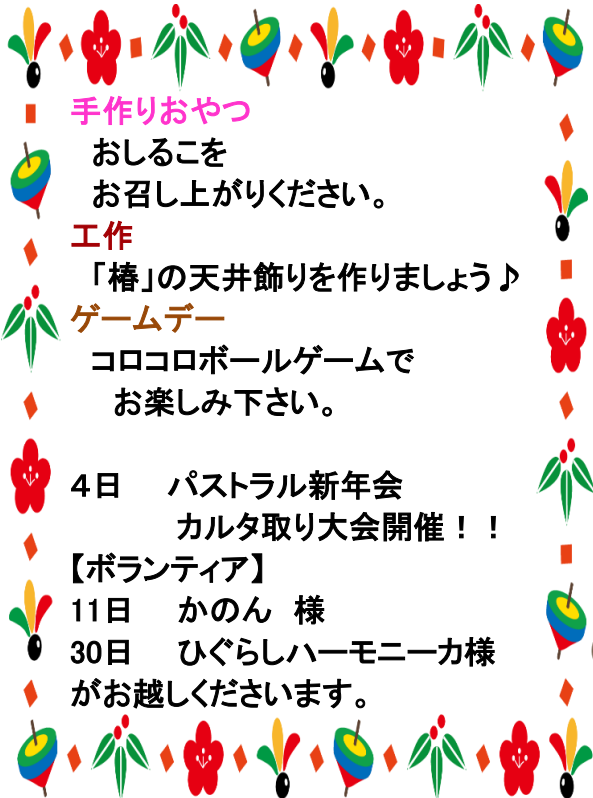 手作りおやつ
おしるこを
お召し上がりください。
工作
「椿」の天井飾りを作りましょう♪
ゲームデー
コロコロボールゲームで
お楽しみ下さい。
４日　パストラル新年会
カルタ取り大会開催！！
【ボランティア】
11日　かのん　様
30日　ひぐらしハーモニーカ様
がお越しくださいます。